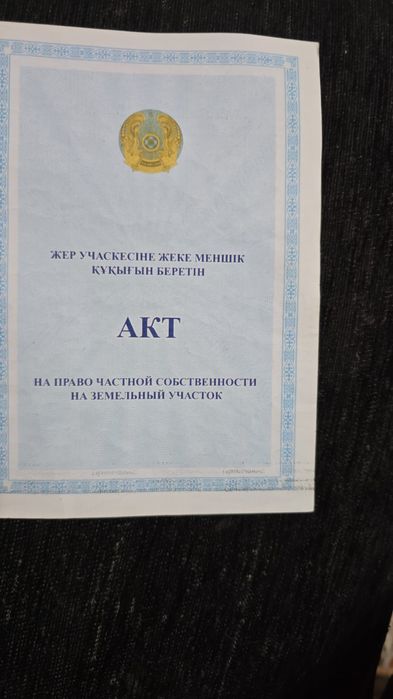 ЖЕР УЧАСКЕСІНЕ ЖЕКЕ МЕНШІК
ҚҰҚЫҒЫН БЕРЕТІН
АКТ
НА ПРАВО ЧАСТНОЙ СОБСТВЕННОСТИ
НА ЗЕМЕЛЬНЫЙ УЧАСТОК